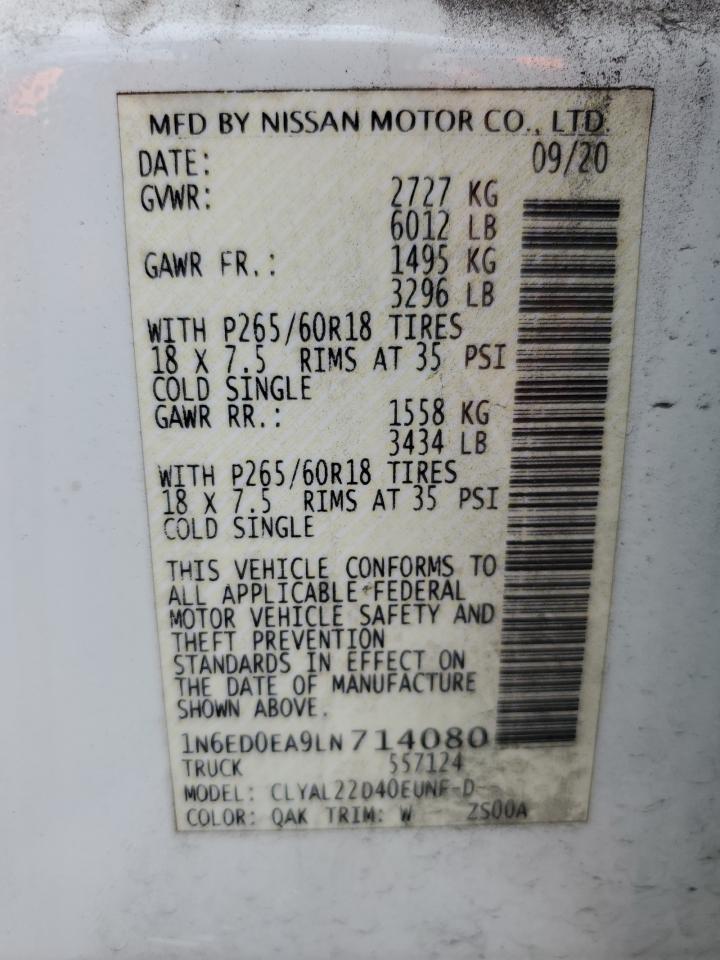 MFD BY NISSAN MOTOR CO., LTD.
DATE: 09/20
GVWR: 2727 KG
6012 LB
GAWR FR.: 1495 KG
3296 LB
WITH P265/60R18 TIRES
18 X 7.5 RIMS AT 35 PSI
COLD SINGLE
GAWR RR.: 1558 KG
3434 LB
WITH P265/60R18 TIRES
18 X 7.5 RIMS AT 35 PSI
COLD SINGLE
THIS VEHICLE CONFORMS TO
ALL APPLICABLE FEDERAL
MOTOR VEHICLE SAFETY AND
THEFT PREVENTION
STANDARDS IN EFFECT ON
THE DATE OF MANUFACTURE
SHOWN ABOVE.
1N6ED0EA9LN714080
TRUCK 557124
MODEL: CLYAL22D40EUNF-D-
COLOR: QAK TRIM: W ZS00A